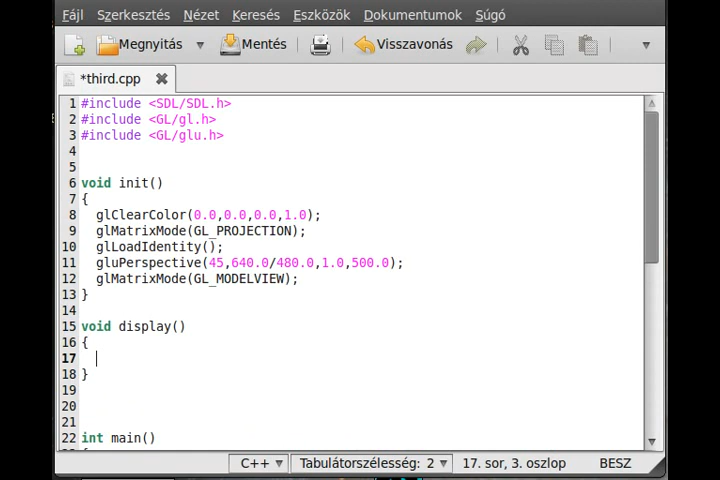 Fájl Szerkesztés Nézet Keresés Eszközök Dokumentumok Súgó
Megnyitás Mentés Visszavonás
*third.cpp
1 #include <SDL/SDL.h>
2 #include <GL/gl.h>
3 #include <GL/glu.h>
4
5
6 void init()
7 {
8 glClearColor(0.0,0.0,0.0,1.0);
9 glMatrixMode(GL_PROJECTION);
10 glLoadIdentity();
11 gluPerspective(45,640.0/480.0,1.0,500.0);
12 glMatrixMode(GL_MODELVIEW);
13 }
14
15 void display()
16 {
17
18 }
19
20
21
22 int main()
C++ Tabulátorszélesség: 2 17. sor, 3. oszlop BESZ